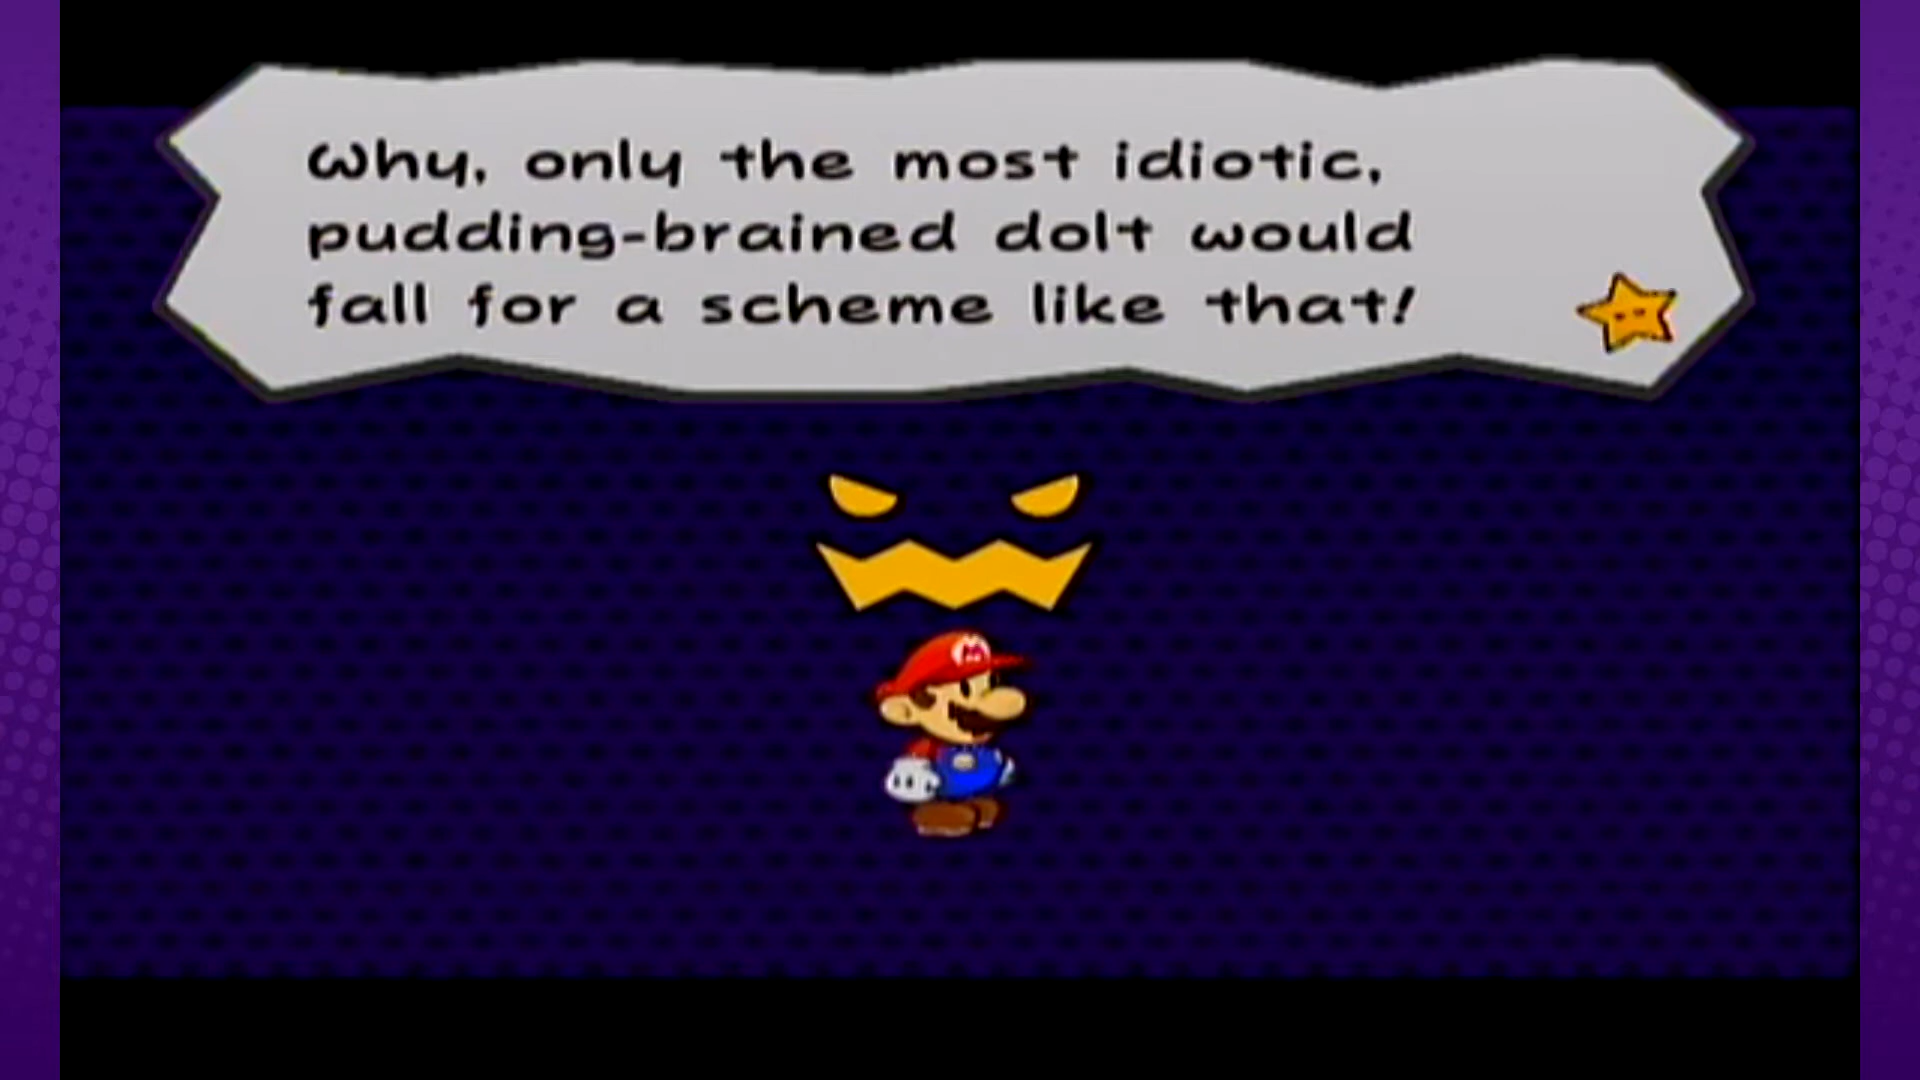 Why, only the most idiotic,
pudding-brained dolt would
fall for a scheme like that!
M